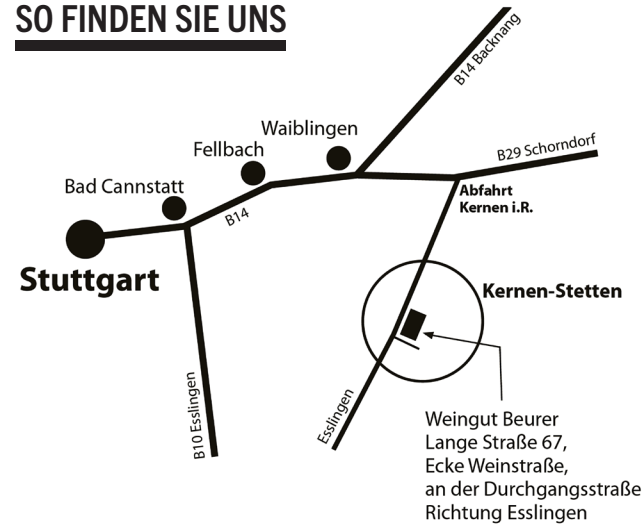 SO FINDEN SIE UNS
B14 Backnang
Waiblingen
B29 Schorndorf
Fellbach
Bad Cannstatt
Abfahrt
Kernen i.R.
B14
Stuttgart
Kernen-Stetten
B10 Esslingen
Esslingen
Weingut Beurer
Lange Straße 67,
Ecke Weinstraße,
an der Durchgangsstraße
Richtung Esslingen